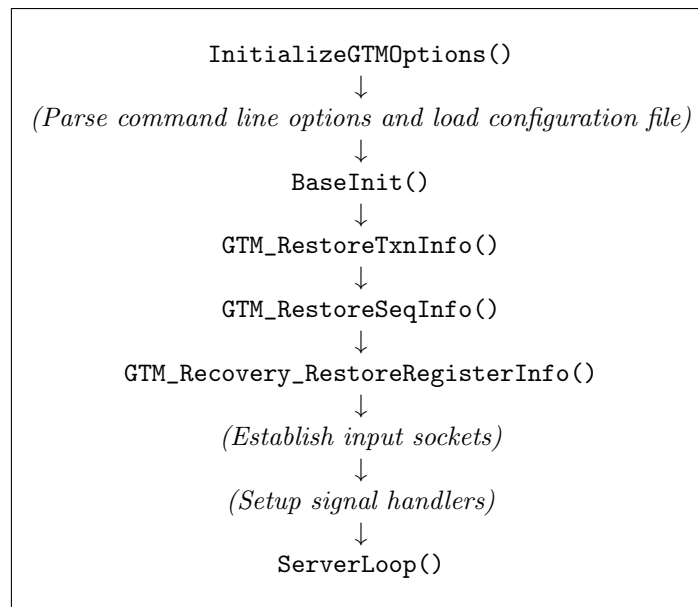 InitializeGTMOptions()
↓
(Parse command line options and load configuration file)
↓
BaseInit()
↓
GTM_RestoreTxnInfo()
↓
GTM_RestoreSeqInfo()
↓
GTM_Recovery_RestoreRegisterInfo()
↓
(Establish input sockets)
↓
(Setup signal handlers)
↓
ServerLoop()